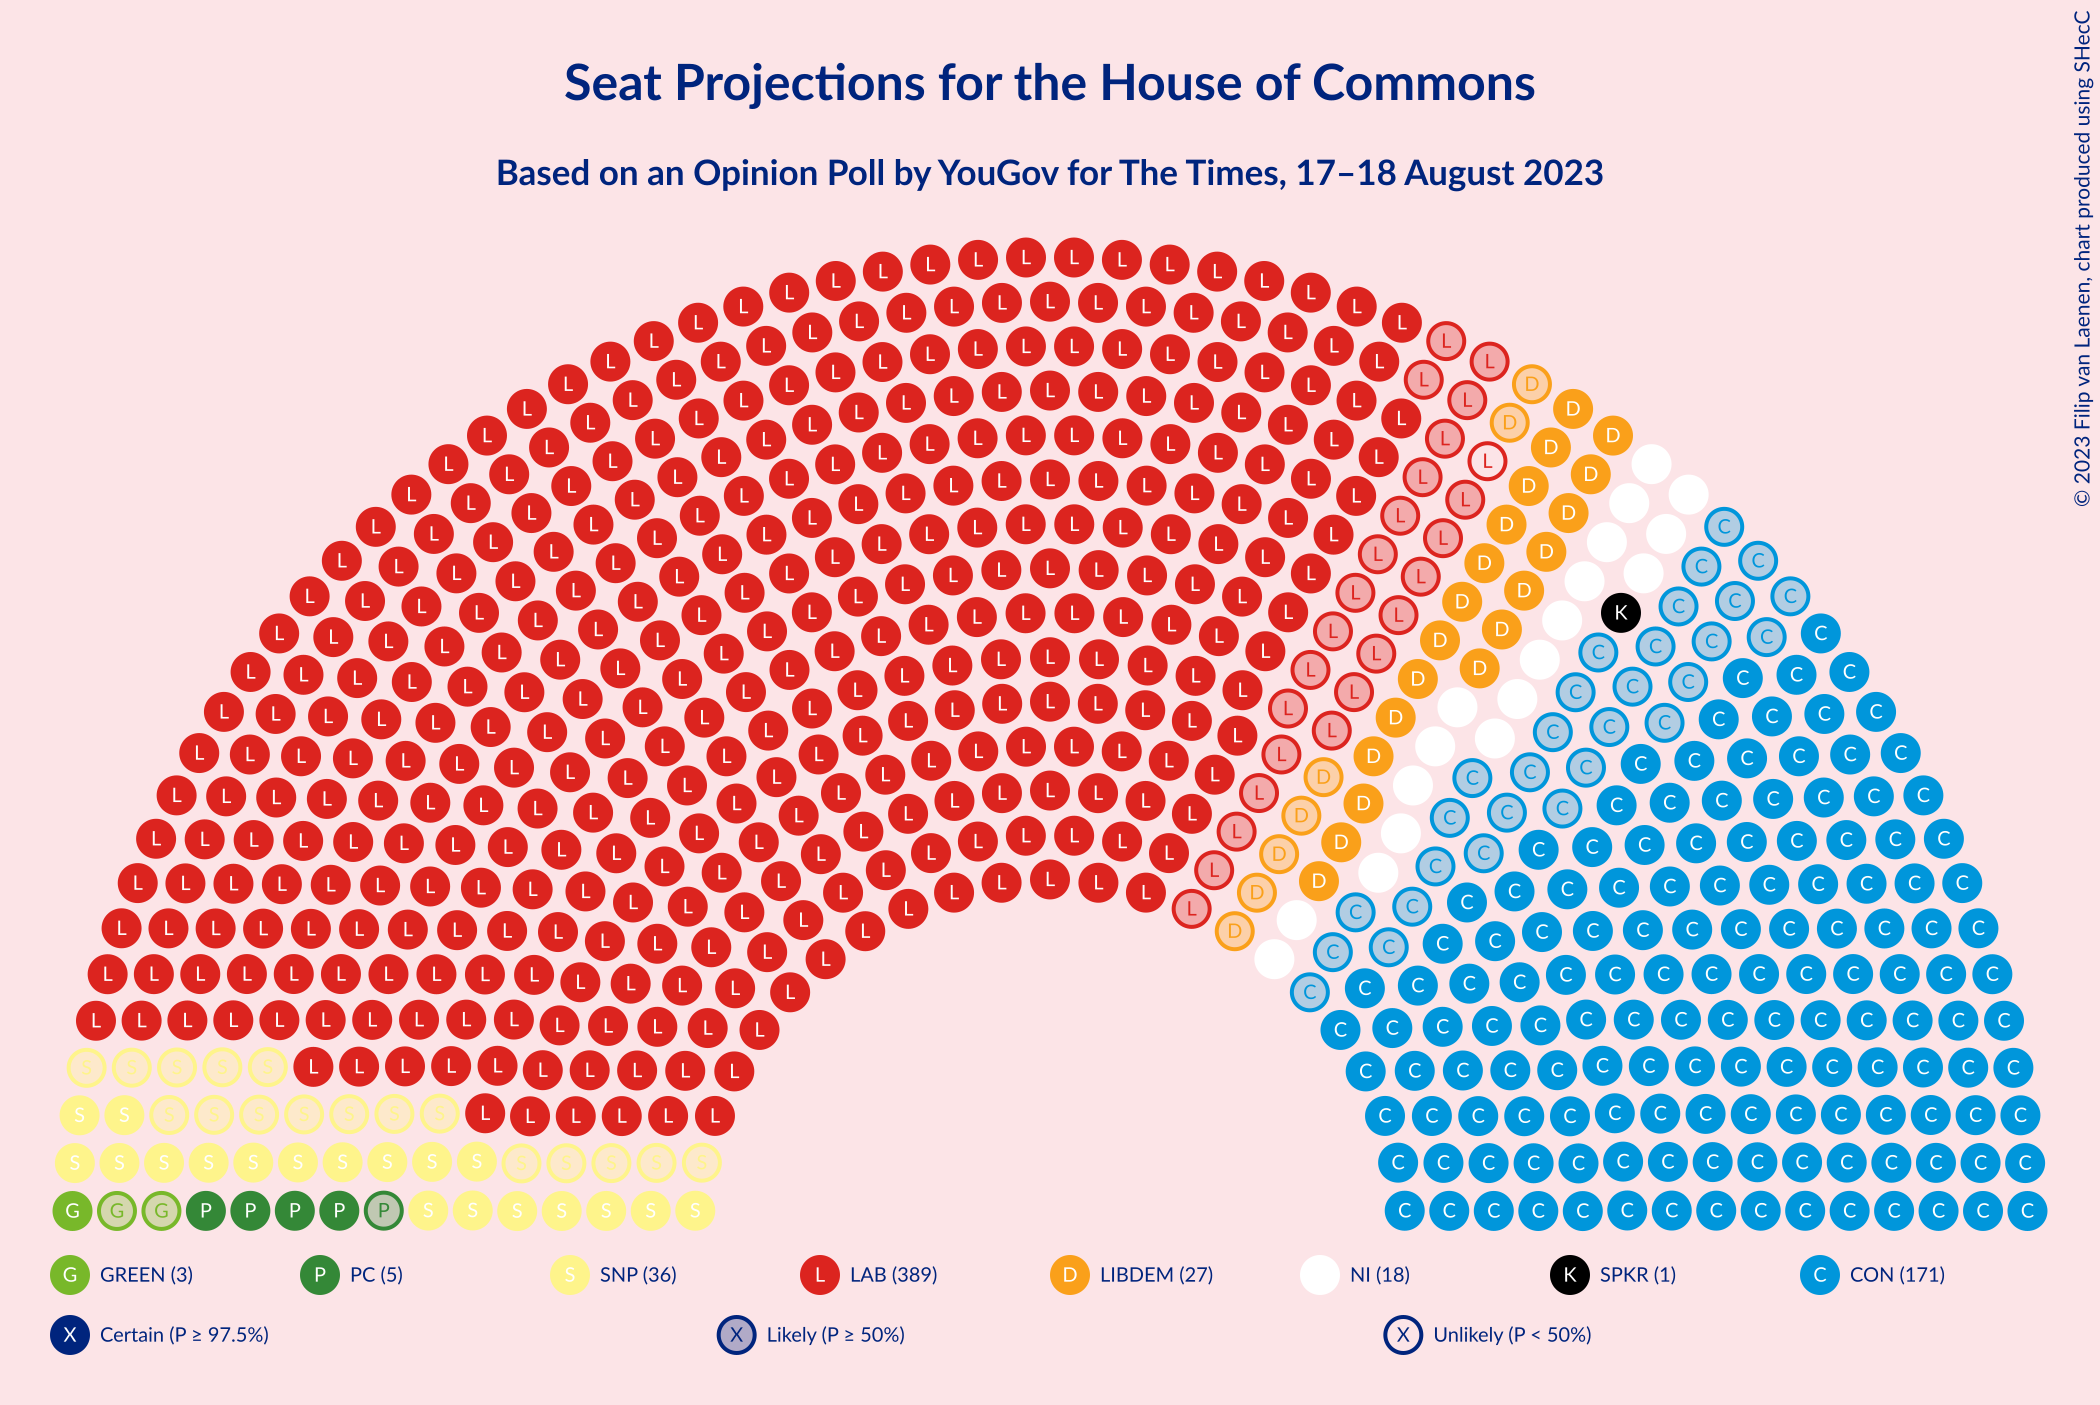 Seat Projections for the House of Commons
Based on an Opinion Poll by YouGov for The Times, 17–18 August 2023
© 2023 Filip van Laenen, chart produced using SHecC
G GREEN (3)
P PC (5)
S SNP (36)
L LAB (389)
D LIBDEM (27)
NI (18)
K SPKR (1)
C CON (171)
X Certain (P ≥ 97.5%)
X Likely (P ≥ 50%)
X Unlikely (P < 50%)